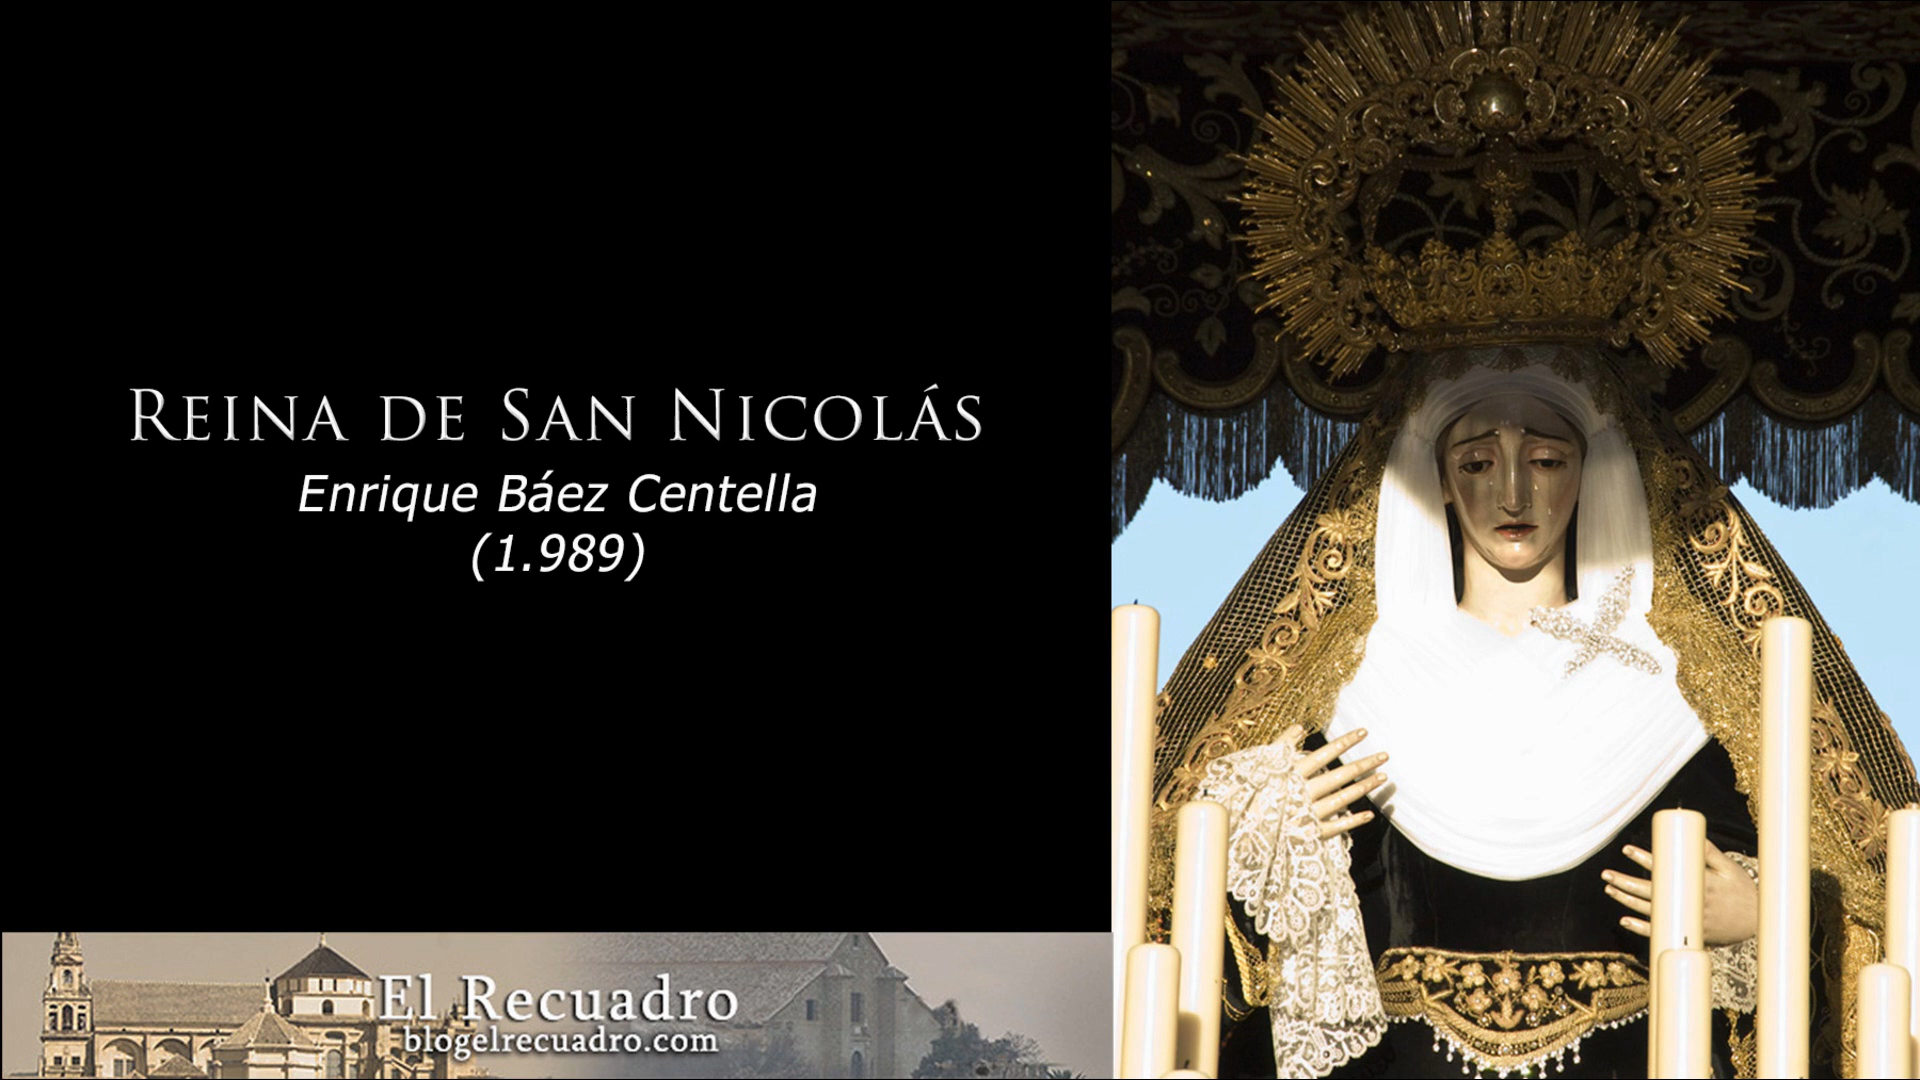 Reina de San Nicolás
Enrique Báez Centella
(1.989)
El Recuadro
blogelrecuadro.com